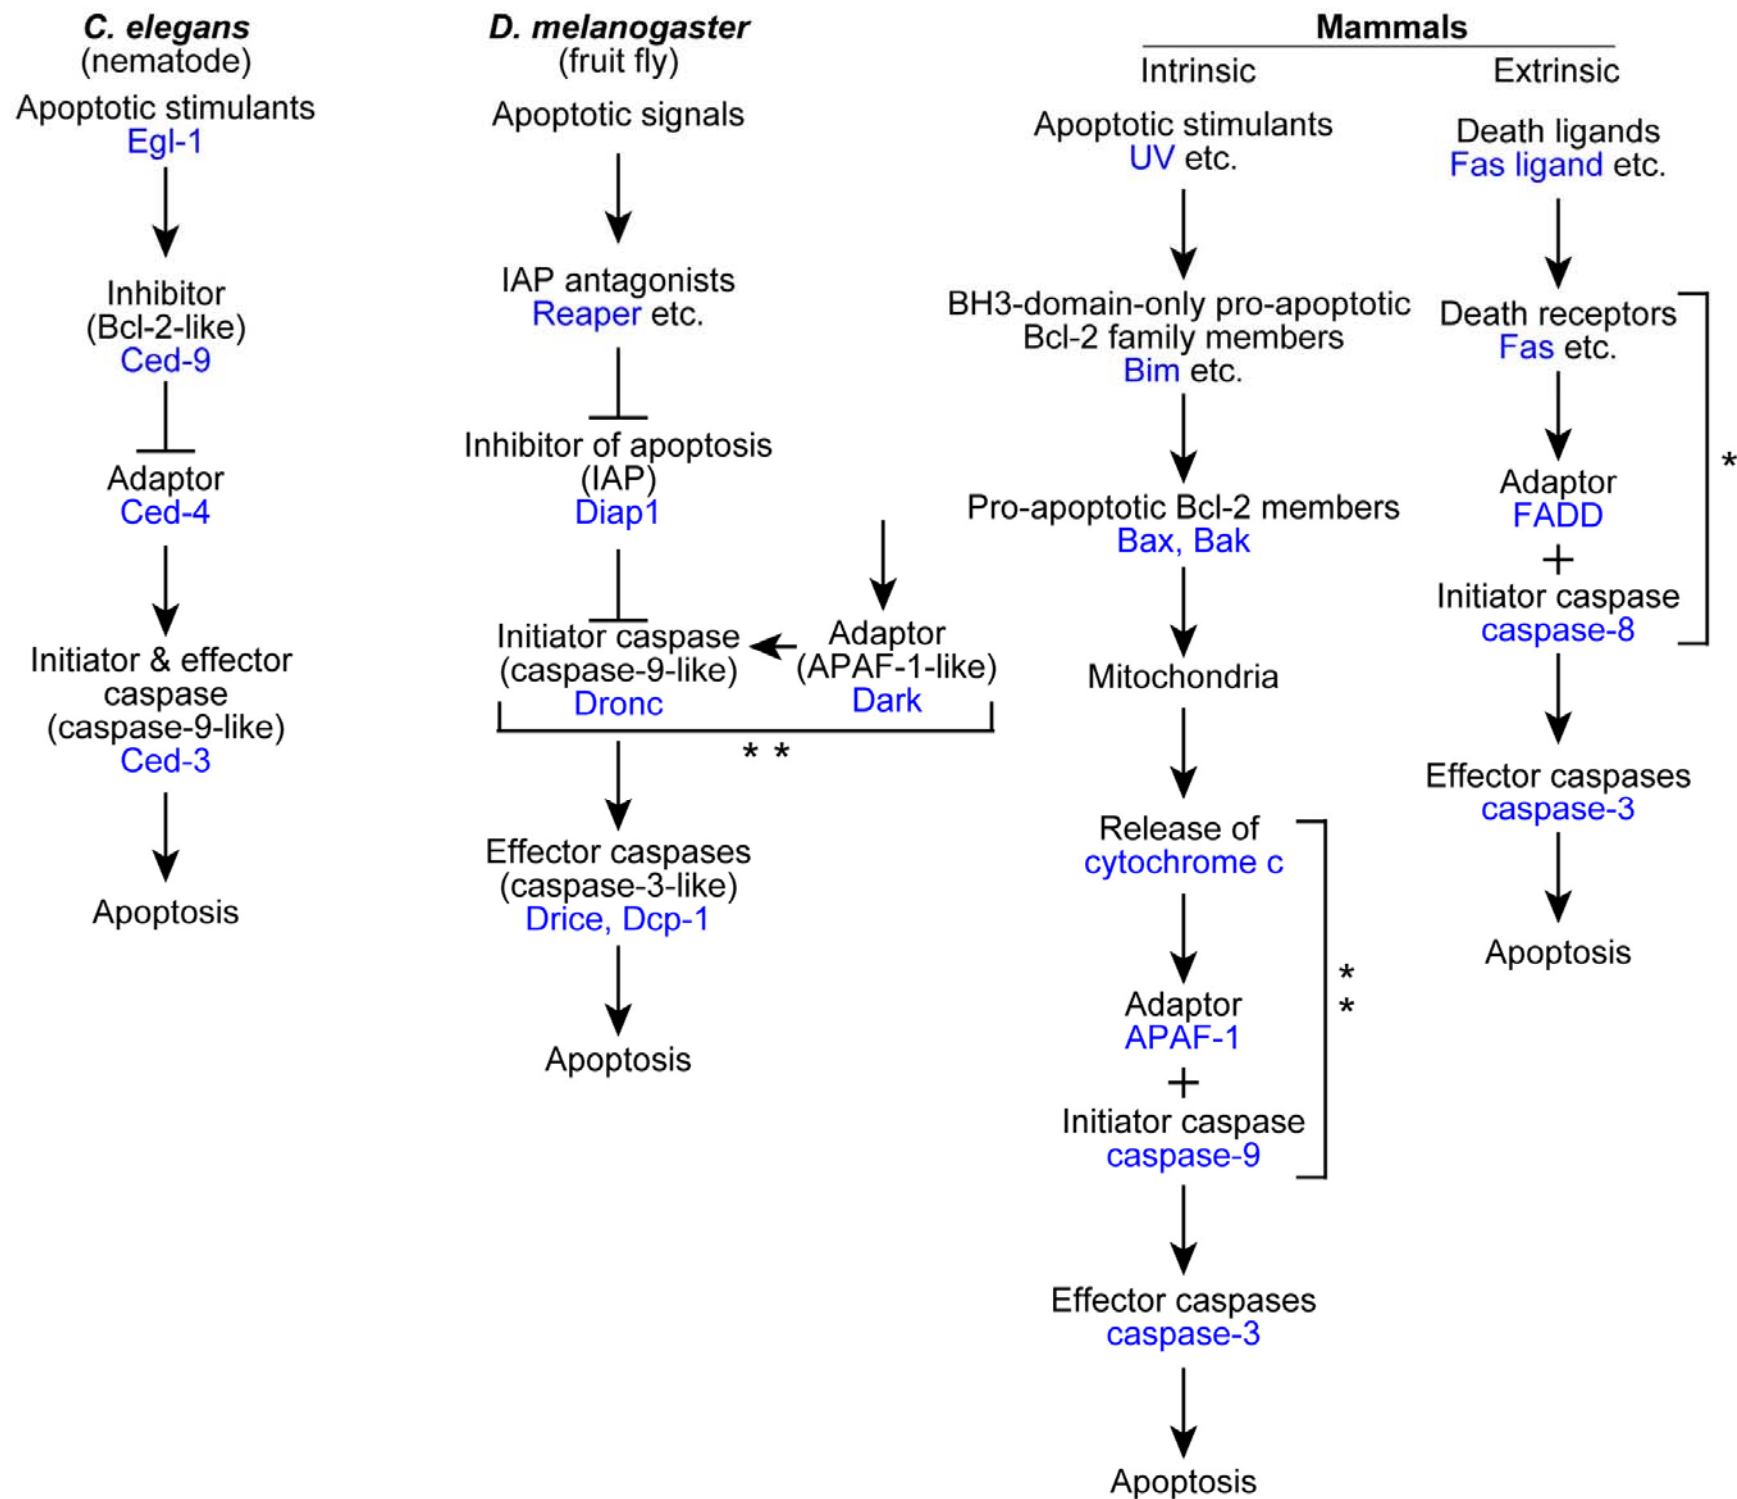 C. elegans
(nematode)
Apoptotic stimulants
Egl-1
Inhibitor
(Bcl-2-like)
Ced-9
Adaptor
Ced-4
Initiator & effector
caspase
(caspase-9-like)
Ced-3
Apoptosis
D. melanogaster
(fruit fly)
Apoptotic signals
IAP antagonists
Reaper etc.
Inhibitor of apoptosis
(IAP)
Diap1
Initiator caspase
(caspase-9-like)
Dronc
Adaptor
(APAF-1-like)
Dark
* *
Effector caspases
(caspase-3-like)
Drice, Dcp-1
Apoptosis
Mammals
Intrinsic
Apoptotic stimulants
UV etc.
BH3-domain-only pro-apoptotic
Bcl-2 family members
Bim etc.
Pro-apoptotic Bcl-2 members
Bax, Bak
Mitochondria
Release of
cytochrome c
Adaptor
APAF-1
+
Initiator caspase
caspase-9
*
*
Effector caspases
caspase-3
Apoptosis
Extrinsic
Death ligands
Fas ligand etc.
Death receptors
Fas etc.
Adaptor
FADD
+
Initiator caspase
caspase-8
*
Effector caspases
caspase-3
Apoptosis